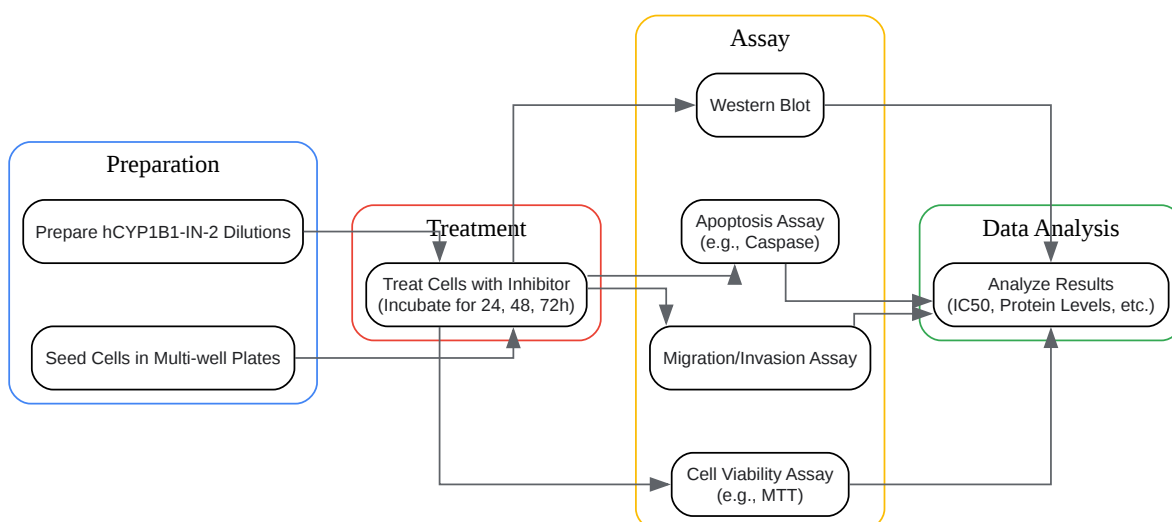 Preparation
Prepare hCYP1B1-IN-2 Dilutions
Seed Cells in Multi-well Plates
Treatment
Treat Cells with Inhibitor
(Incubate for 24, 48, 72h)
Assay
Western Blot
Apoptosis Assay
(e.g., Caspase)
Migration/Invasion Assay
Cell Viability Assay
(e.g., MTT)
Data Analysis
Analyze Results
(IC50, Protein Levels, etc.)